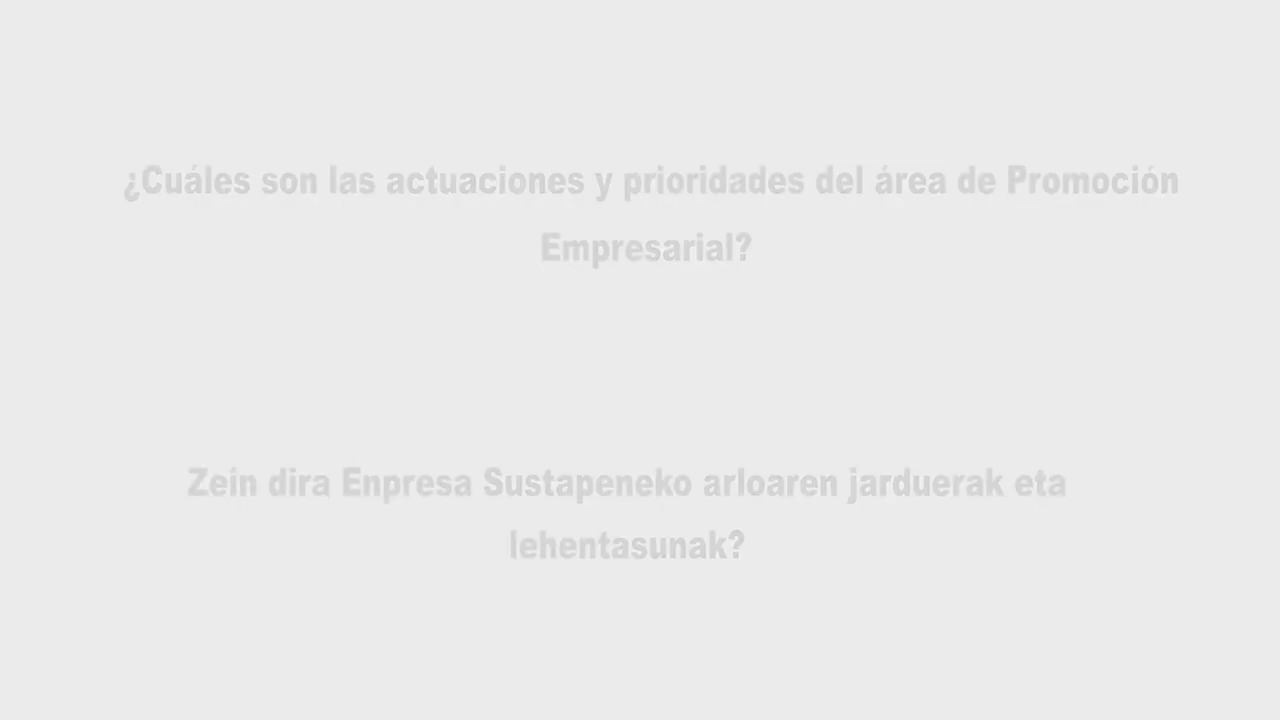 ¿Cuáles son las actuaciones y prioridades del área de Promoción
Empresarial?
Zein dira Enpresa Sustapeneko arloaren jarduerak eta
lehentasunak?